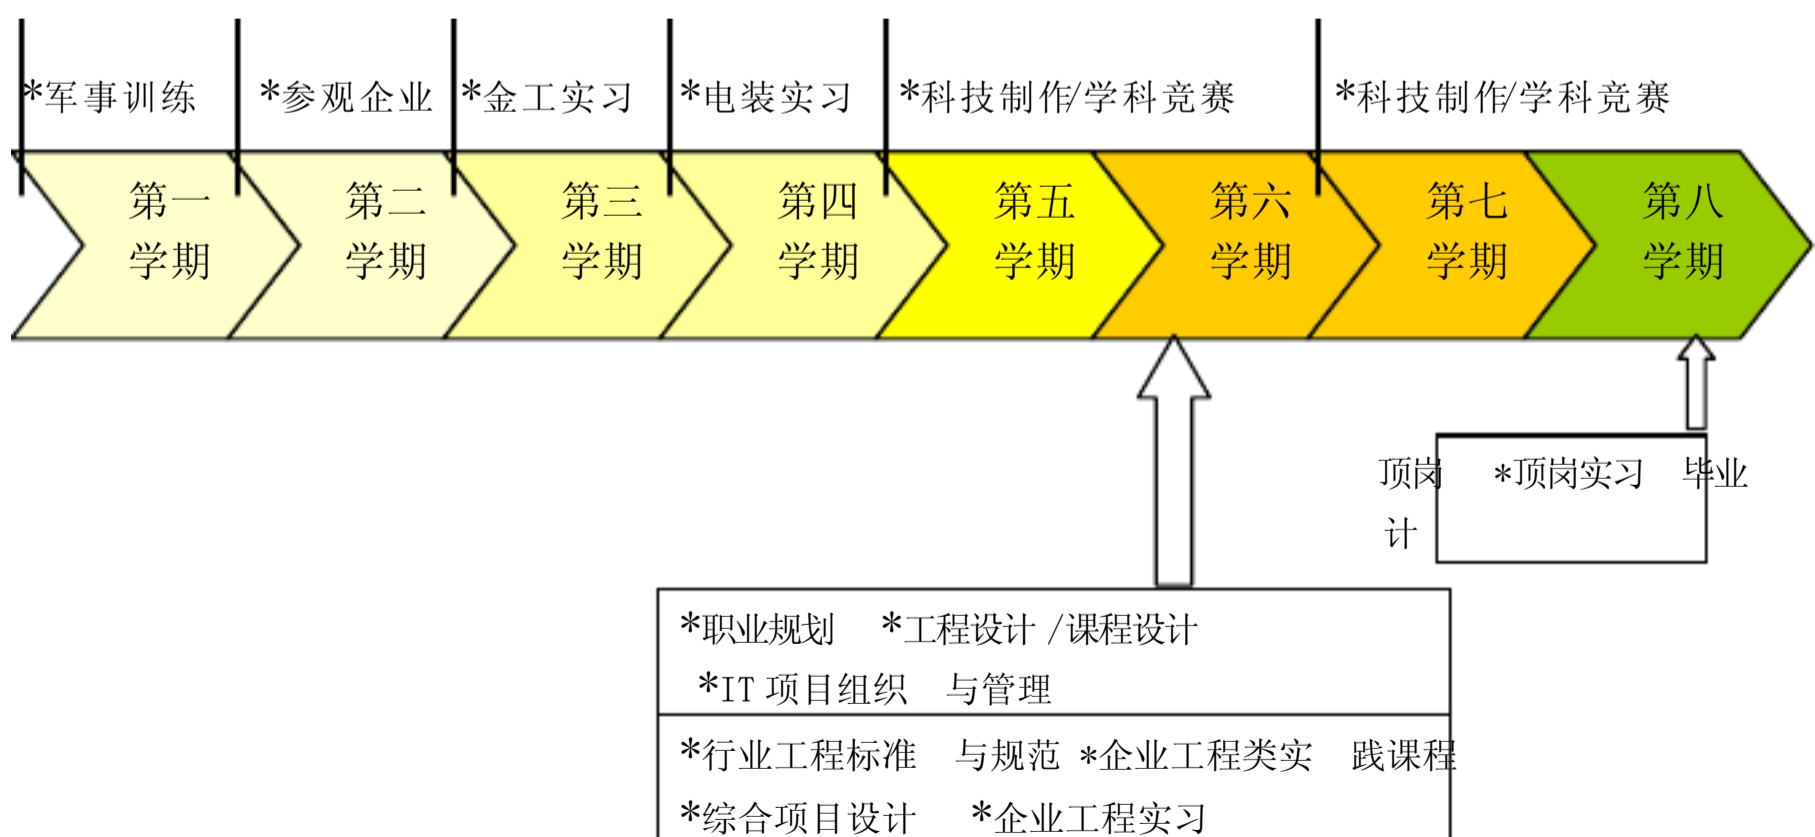 *军事训练 *参观企业 *金工实习 *电装实习 *科技制作/学科竞赛 *科技制作/学科竞赛
第一 第二 第三 第四 第五 第六 第七 第八
学期 学期 学期 学期 学期 学期 学期 学期
顶岗 *顶岗实习 毕业
计
*职业规划 *工程设计 /课程设计
*IT 项目组织 与管理
*行业工程标准 与规范 *企业工程类实 践课程
*综合项目设计 *企业工程实习